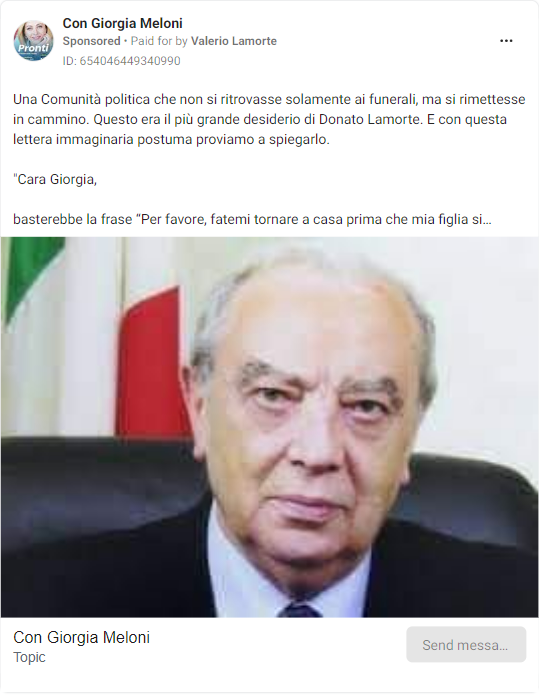 Con Giorgia Meloni
Sponsored • Paid for by Valerio Lamorte
ID: 654046449340990
Pronti
Una Comunità politica che non si ritrovasse solamente ai funerali, ma si rimettesse
in cammino. Questo era il più grande desiderio di Donato Lamorte. E con questa
lettera immaginaria postuma proviamo a spiegarlo.
"Cara Giorgia,
basterebbe la frase “Per favore, fatemi tornare a casa prima che mia figlia si...
Con Giorgia Meloni
Topic
Send messa...